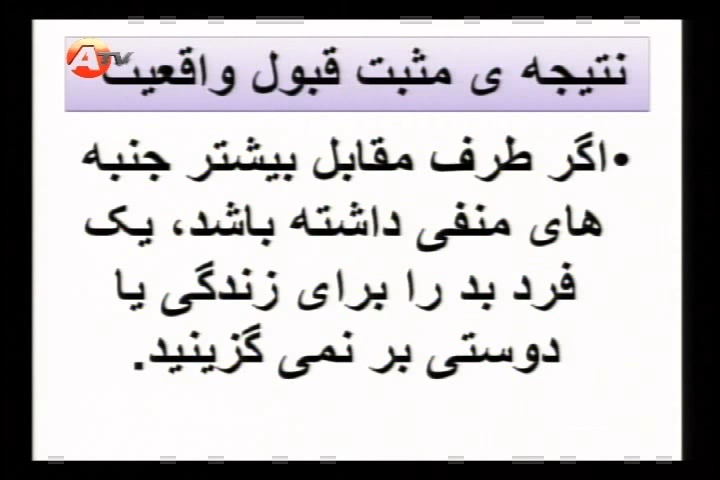 ATV
نتیجه ی مثبت قبول واقعیت
•اگر طرف مقابل بیشتر جنبه
های منفی داشته باشد، یک
فرد بد را برای زندگی یا
دوستی بر نمی گزینید.